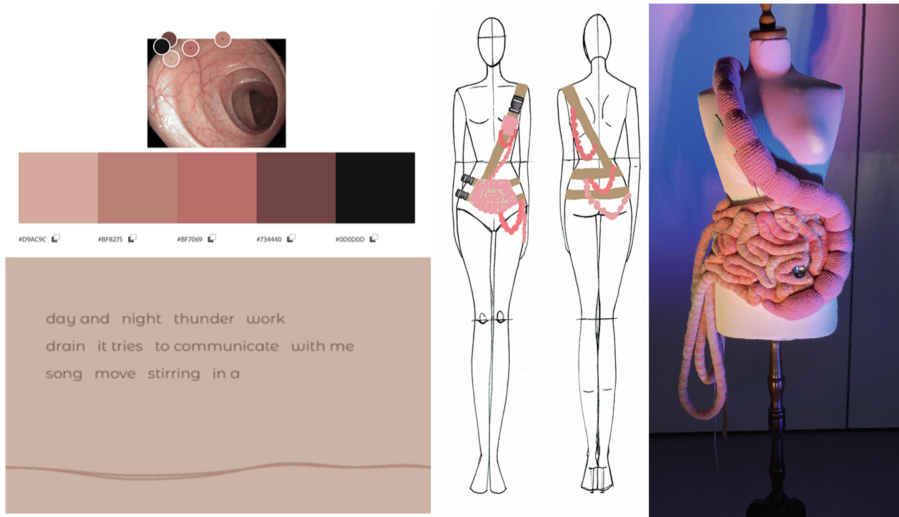 #D9AC9C
#BF8275
#BF7069
#734440
#0D0D0D
day and night thunder work
drain it tries to communicate with me
song move stirring in a